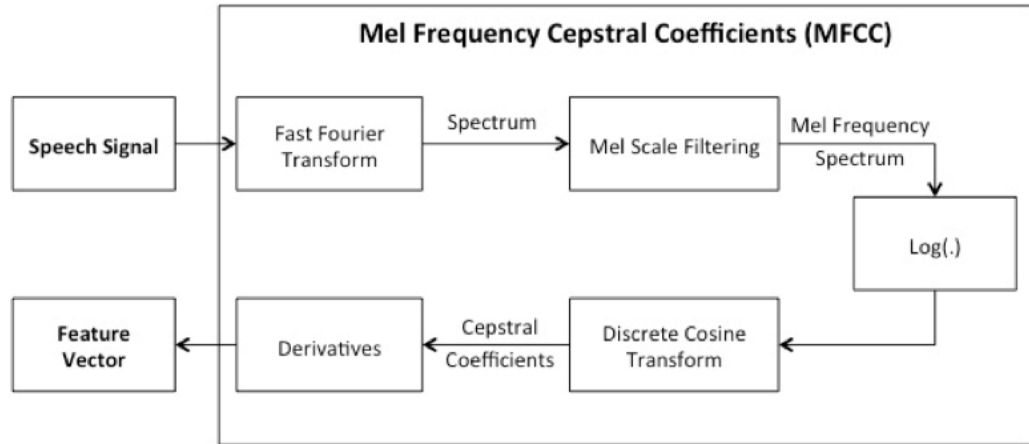 Mel Frequency Cepstral Coefficients (MFCC)
Speech Signal
Fast Fourier
Transform
Spectrum
Mel Scale Filtering
Mel Frequency
Spectrum
Log(.)
Discrete Cosine
Transform
Cepstral
Coefficients
Derivatives
Feature
Vector